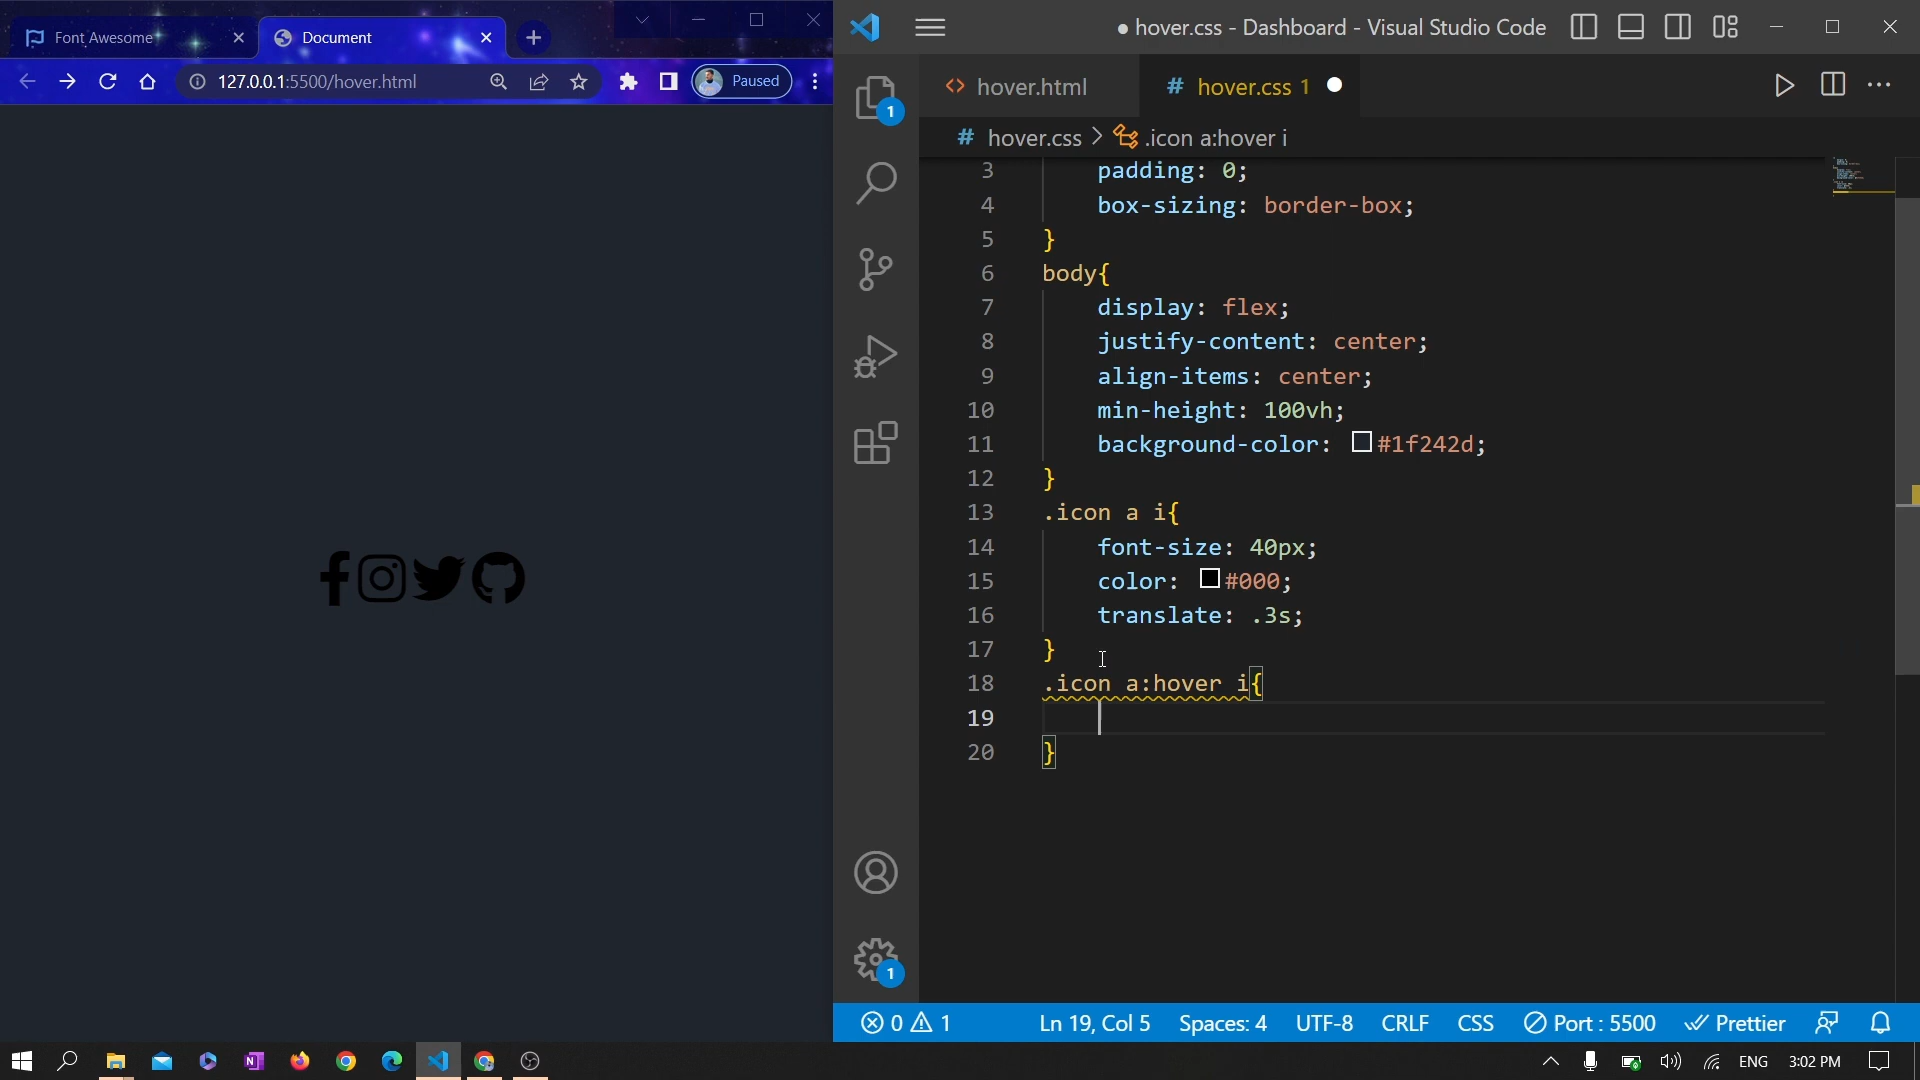 Font Awesome
Document
127.0.0.1:5500/hover.html
Paused
hover.css - Dashboard - Visual Studio Code
hover.html
# hover.css 1
# hover.css > .icon a:hover i
1
3 padding: 0;
4 box-sizing: border-box;
5 }
6 body{
7 display: flex;
8 justify-content: center;
9 align-items: center;
10 min-height: 100vh;
11 background-color: #1f242d;
12 }
13 .icon a i{
14 font-size: 40px;
15 color: #000;
16 translate: .3s;
17 }
18 .icon a:hover i{
19
20 }
1
0 1 Ln 19, Col 5 Spaces: 4 UTF-8 CRLF CSS Port : 5500 Prettier
ENG 3:02 PM